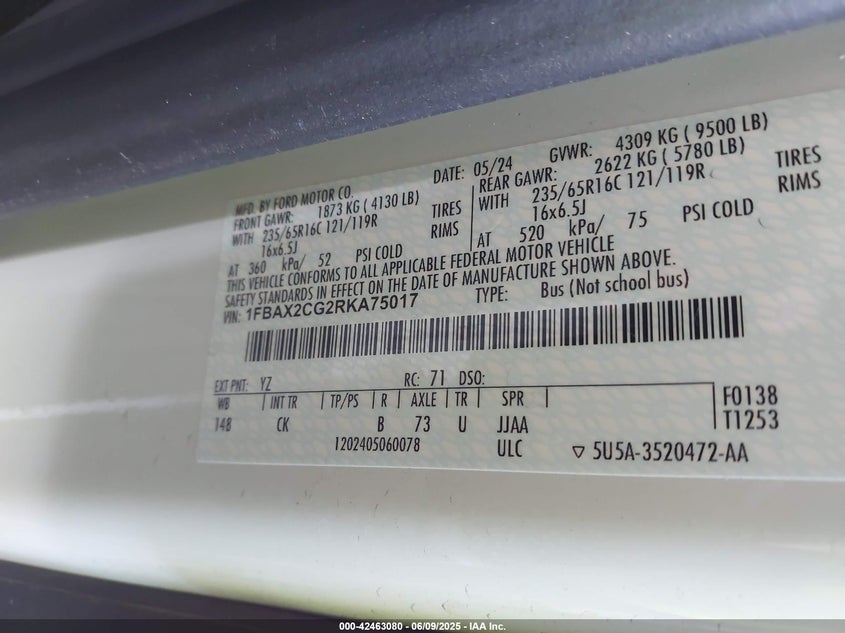 MFD. BY FORD MOTOR CO.
DATE: 05/24
GVWR: 4309 KG ( 9500 LB)
FRONT GAWR: 1873 KG ( 4130 LB)
WITH 235/65R16C 121/119R TIRES
16x6.5J RIMS
AT 360 kPa/ 52 PSI COLD
REAR GAWR: 2622 KG ( 5780 LB)
WITH 235/65R16C 121/119R TIRES
16x6.5J RIMS
AT 520 kPa/ 75 PSI COLD
THIS VEHICLE CONFORMS TO ALL APPLICABLE FEDERAL MOTOR VEHICLE
SAFETY STANDARDS IN EFFECT ON THE DATE OF MANUFACTURE SHOWN ABOVE.
VIN: 1FBAX2CG2RKA75017 TYPE: Bus (Not school bus)
EXT PNT: YZ RC: 71 DSO:
WB INT TR TP/PS R AXLE TR SPR
148 CK B 73 U JJAA
F0138
T1253
1202405060078 ULC ▽ 5U5A-3520472-AA
000-42463080 - 06/09/2025 - IAA Inc.